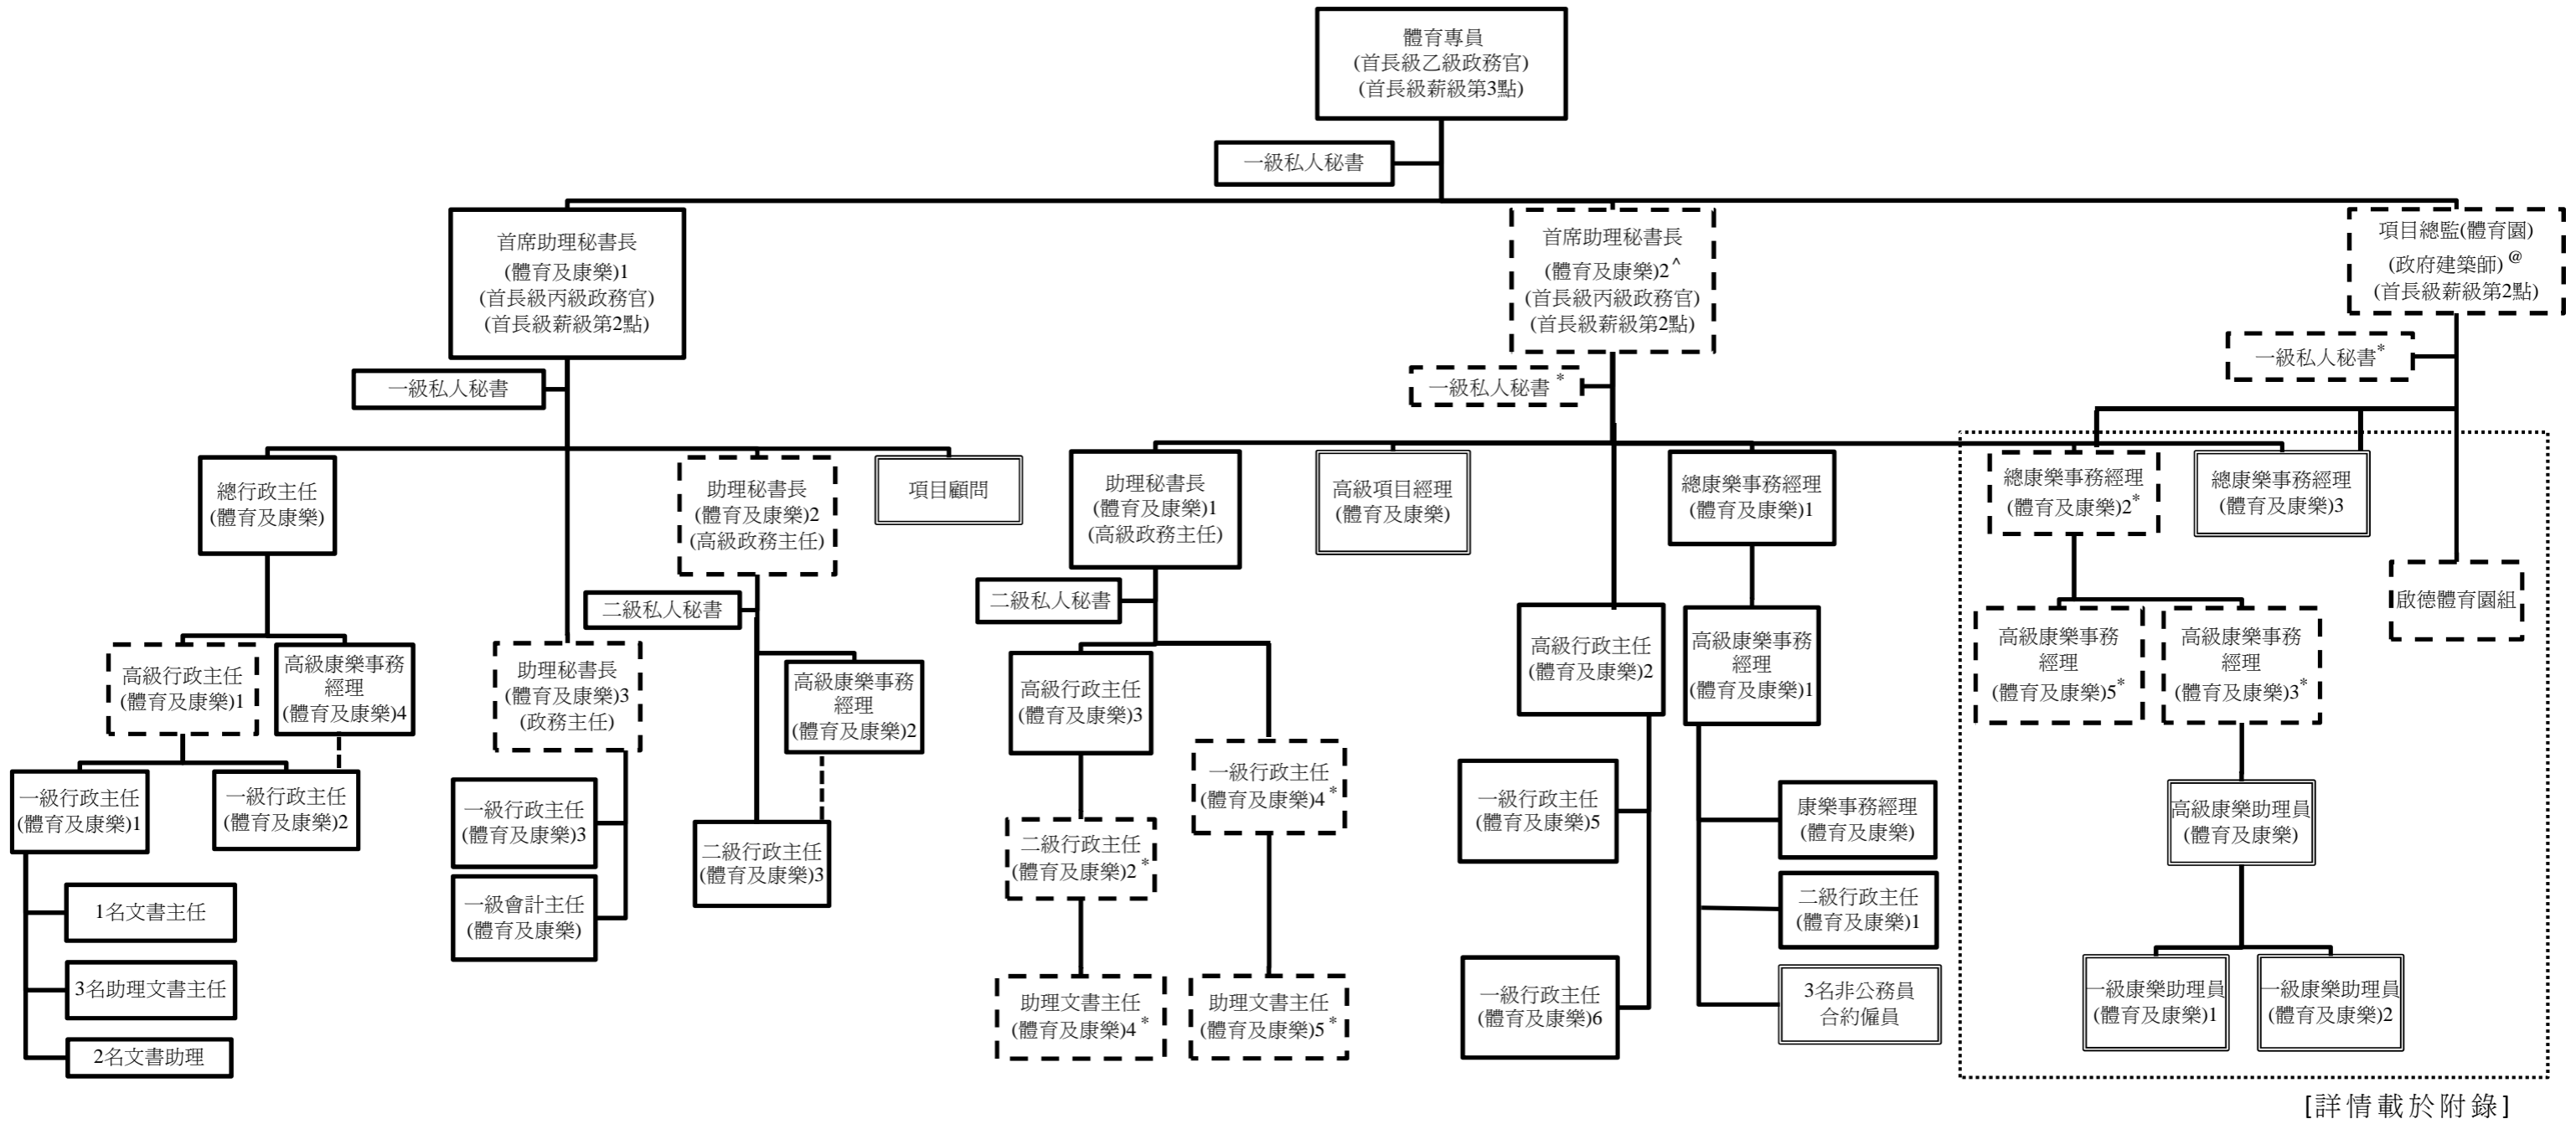 體育專員
(首長級乙級政務官)
(首長級薪級第3點)
一級私人秘書
首席助理秘書長
(體育及康樂)1
(首長級丙級政務官)
(首長級薪級第2點)
首席助理秘書長
(體育及康樂)2^
(首長級丙級政務官)
(首長級薪級第2點)
項目總監(體育園)
(政府建築師)@
(首長級薪級第2點)
一級私人秘書
一級私人秘書*
一級私人秘書*
總行政主任
(體育及康樂)
助理秘書長
(體育及康樂)2
(高級政務主任)
項目顧問
助理秘書長
(體育及康樂)1
(高級政務主任)
高級項目經理
(體育及康樂)
總康樂事務經理
(體育及康樂)1
總康樂事務經理
(體育及康樂)2*
總康樂事務經理
(體育及康樂)3
二級私人秘書
二級私人秘書
啟德體育園組
高級行政主任
(體育及康樂)1
高級康樂事務
經理
(體育及康樂)4
助理秘書長
(體育及康樂)3
(政務主任)
高級康樂事務
經理
(體育及康樂)2
高級行政主任
(體育及康樂)3
一級行政主任
(體育及康樂)4*
高級行政主任
(體育及康樂)2
高級康樂事務
經理
(體育及康樂)1
高級康樂事務
經理
(體育及康樂)5*
高級康樂事務
經理
(體育及康樂)3*
一級行政主任
(體育及康樂)1
一級行政主任
(體育及康樂)2
一級行政主任
(體育及康樂)3
二級行政主任
(體育及康樂)3
二級行政主任
(體育及康樂)2*
一級行政主任
(體育及康樂)5
康樂事務經理
(體育及康樂)
高級康樂助理員
(體育及康樂)
1名文書主任
一級會計主任
(體育及康樂)
二級行政主任
(體育及康樂)1
3名助理文書主任
助理文書主任
(體育及康樂)4*
助理文書主任
(體育及康樂)5*
一級行政主任
(體育及康樂)6
3名非公務員
合約僱員
一級康樂助理員
(體育及康樂)1
一級康樂助理員
(體育及康樂)2
2名文書助理
[詳情載於附錄]